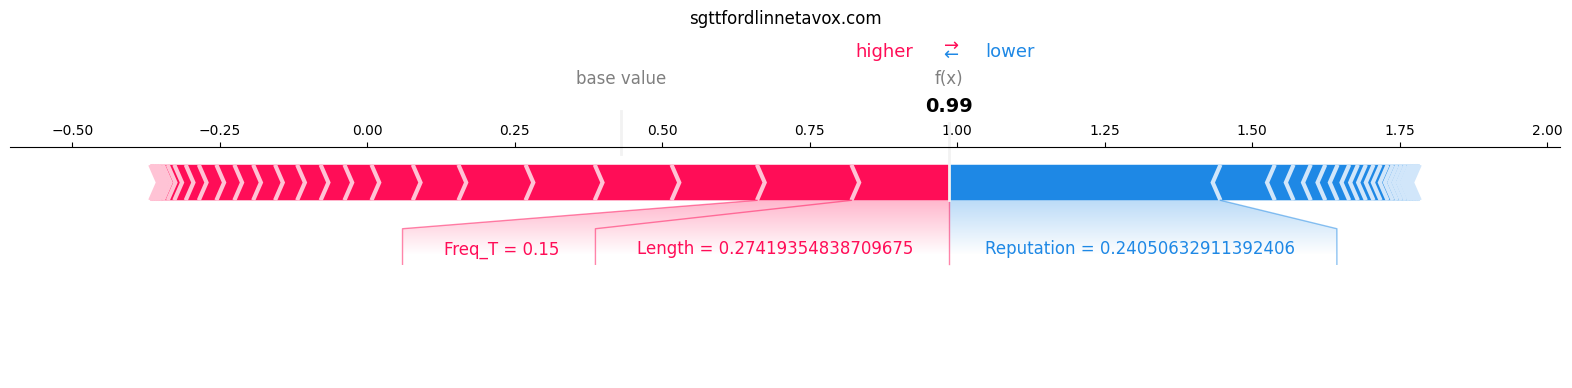 sgttfordlinnetavox.com
higher → ← lower
base value f(x)
0.99
−0.50 −0.25 0.00 0.25 0.50 0.75 1.00 1.25 1.50 1.75 2.00
Freq_T = 0.15 Length = 0.27419354838709675 Reputation = 0.24050632911392406